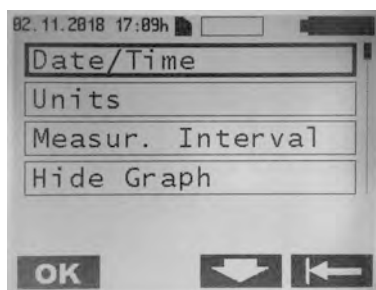 02.11.2018 17:09h
Date/Time
Units
Measur. Interval
Hide Graph
OK